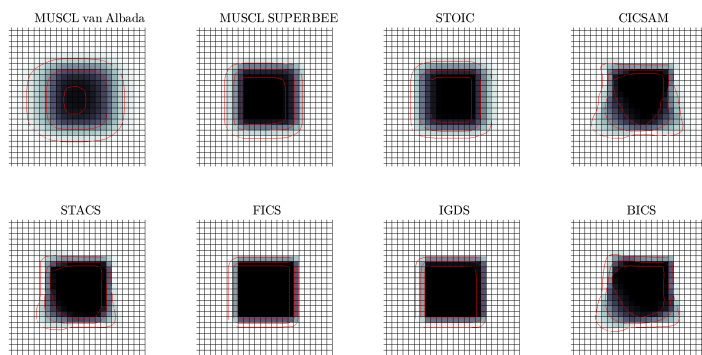 MUSCL van Albada
MUSCL SUPERBEE
STOIC
CICSAM
STACS
FICS
IGDS
BICS